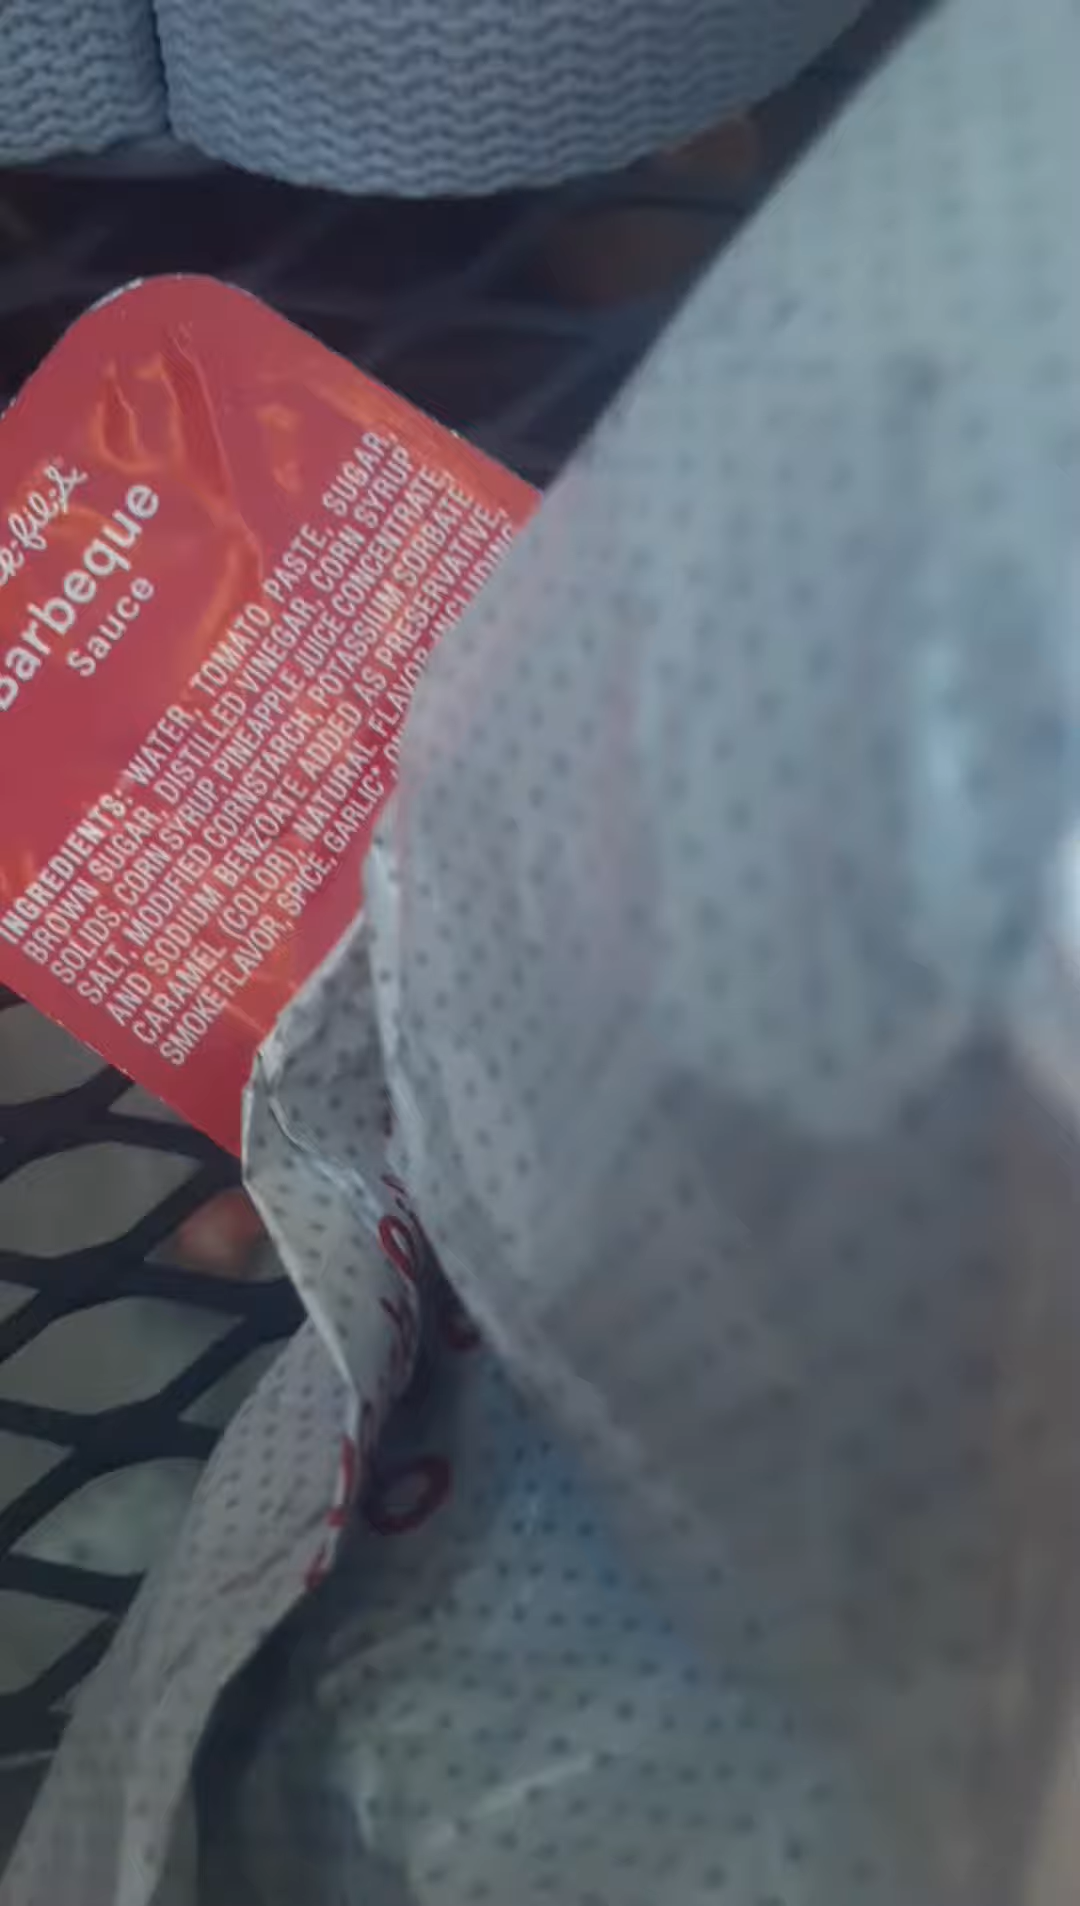 k-fil-A
Barbeque
Sauce
INGREDIENTS: WATER, TOMATO PASTE, SUGAR,
BROWN SUGAR, DISTILLED VINEGAR, CORN SYRUP
SOLIDS, CORN SYRUP, PINEAPPLE JUICE CONCENTRATE,
SALT, MODIFIED CORNSTARCH, POTASSIUM SORBATE
AND SODIUM BENZOATE ADDED AS PRESERVATIVE,
CARAMEL (COLOR), NATURAL FLAVOR INCLUDING
SMOKE FLAVOR, SPICE, GARLIC*